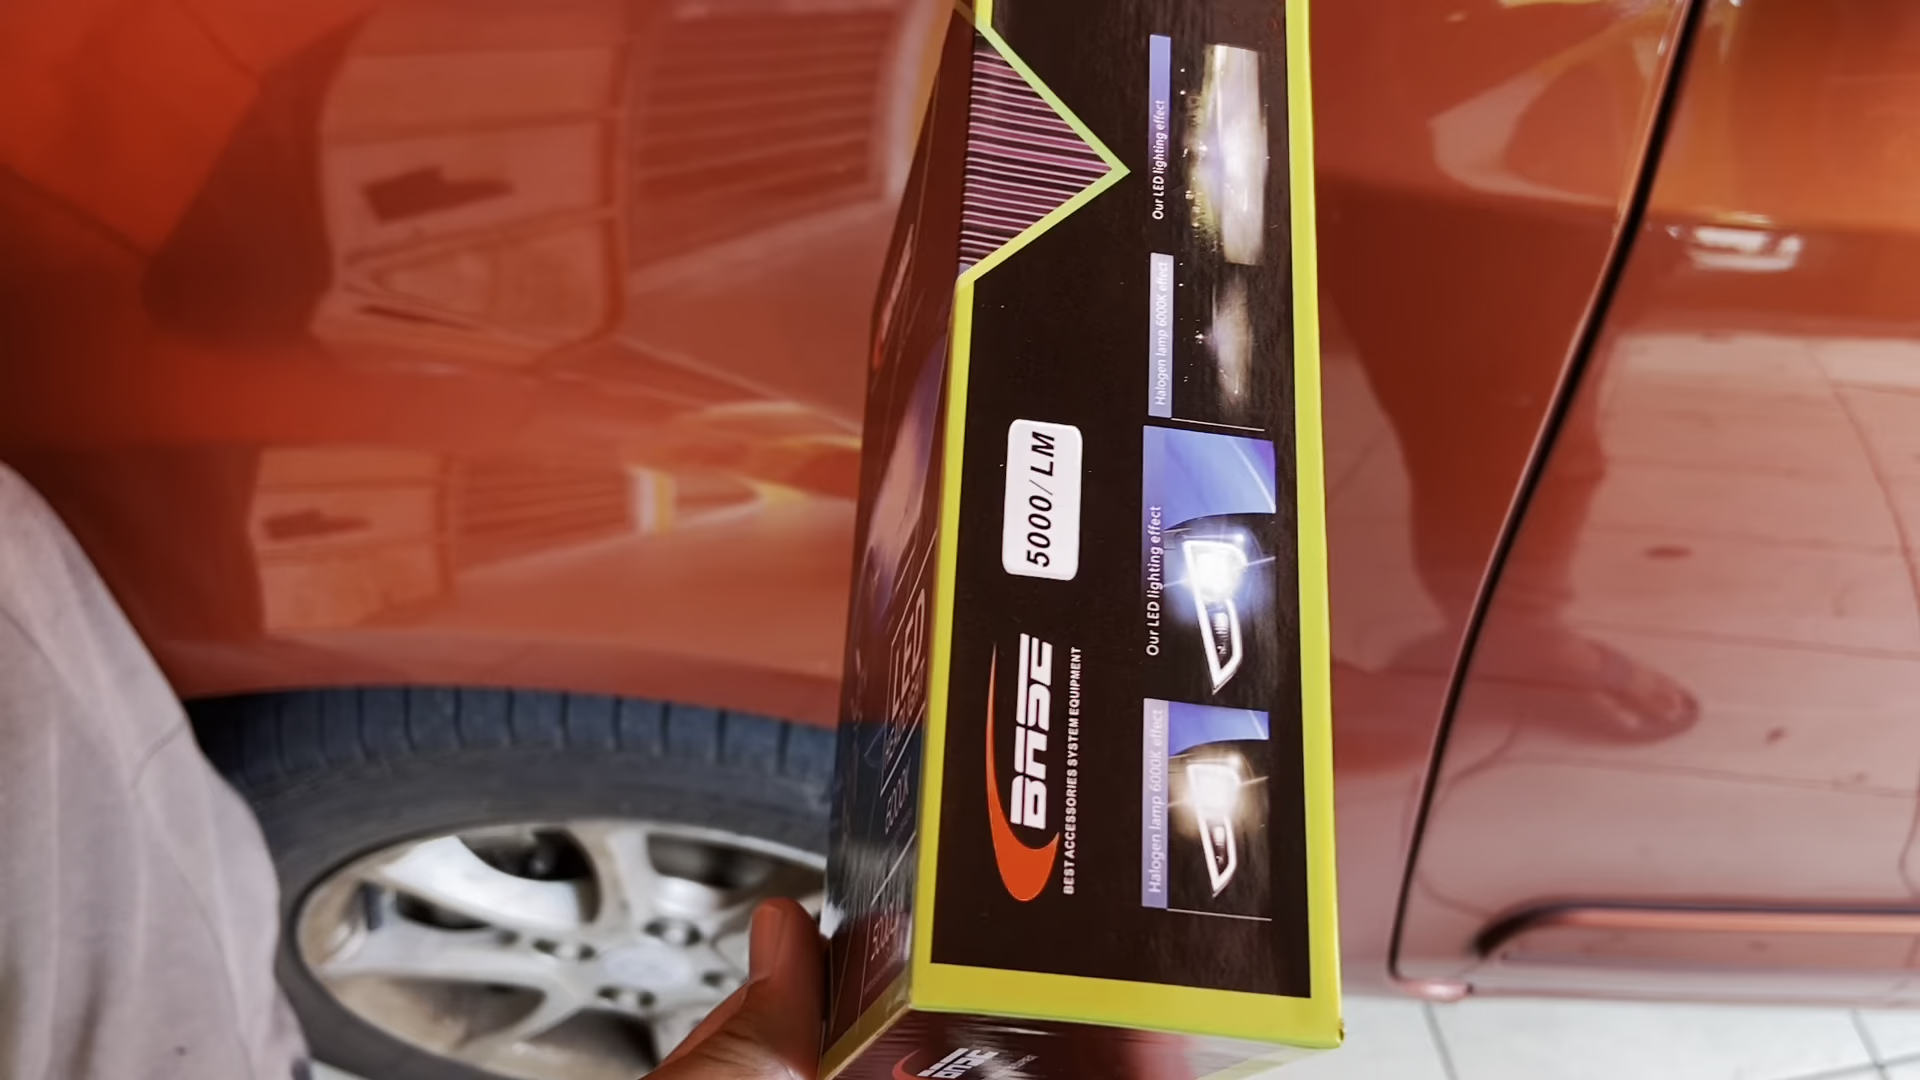 BASE
BEST ACCESSORIES SYSTEM EQUIPMENT
5000/ LM
Halogen lamp 6000K effect
Our LED lighting effect
Halogen lamp 6000K effect
Our LED lighting effect
LED
6000K
BASE